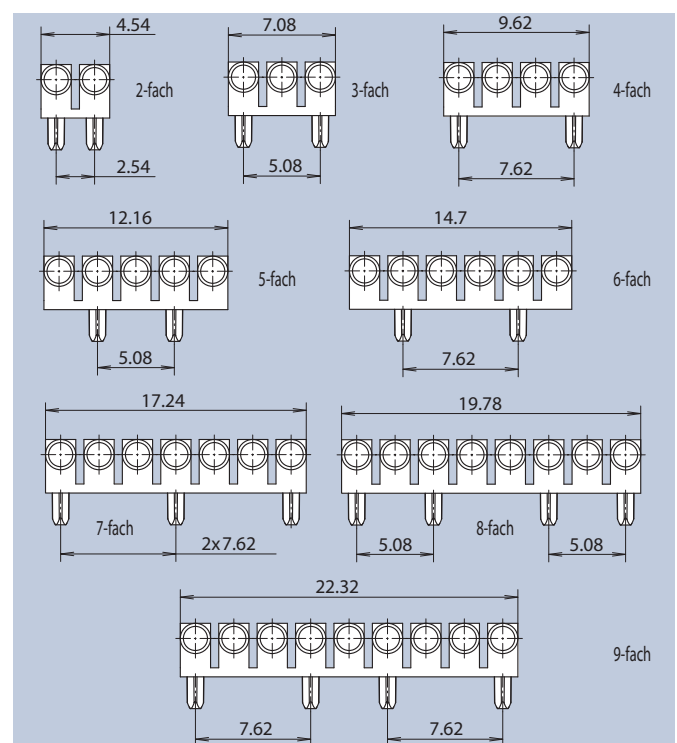 4.54
7.08
9.62
2-fach
3-fach
4-fach
2.54
5.08
7.62
12.16
14.7
5-fach
6-fach
5.08
7.62
17.24
19.78
7-fach
2x7.62
5.08
8-fach
5.08
22.32
9-fach
7.62
7.62